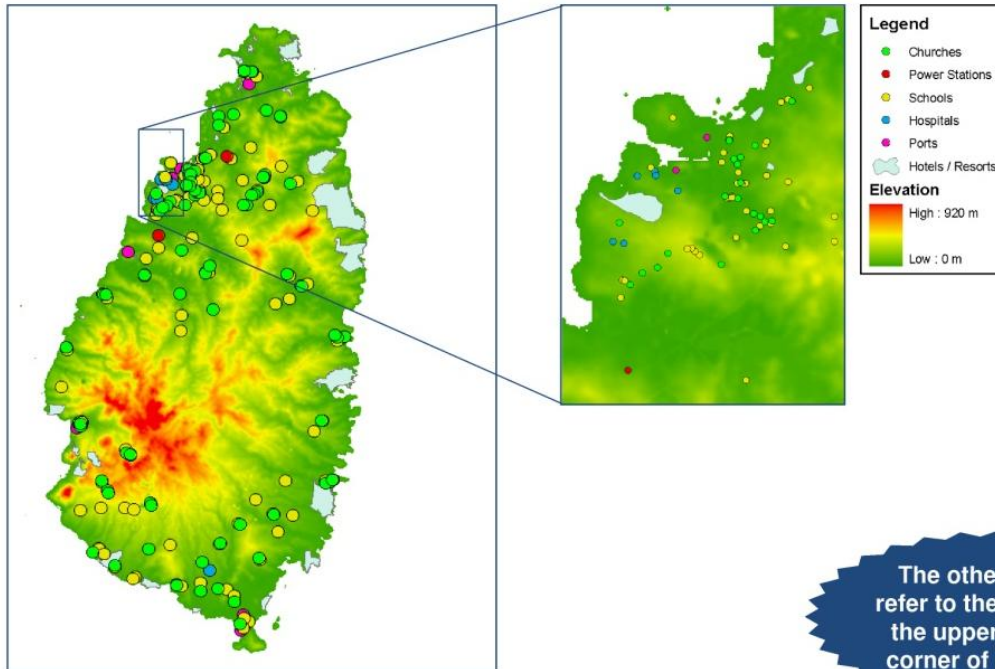 Legend
Churches
Power Stations
Schools
Hospitals
Ports
Hotels / Resorts
Elevation
High : 920 m
Low : 0 m
The othe
refer to the
the upper
corner of